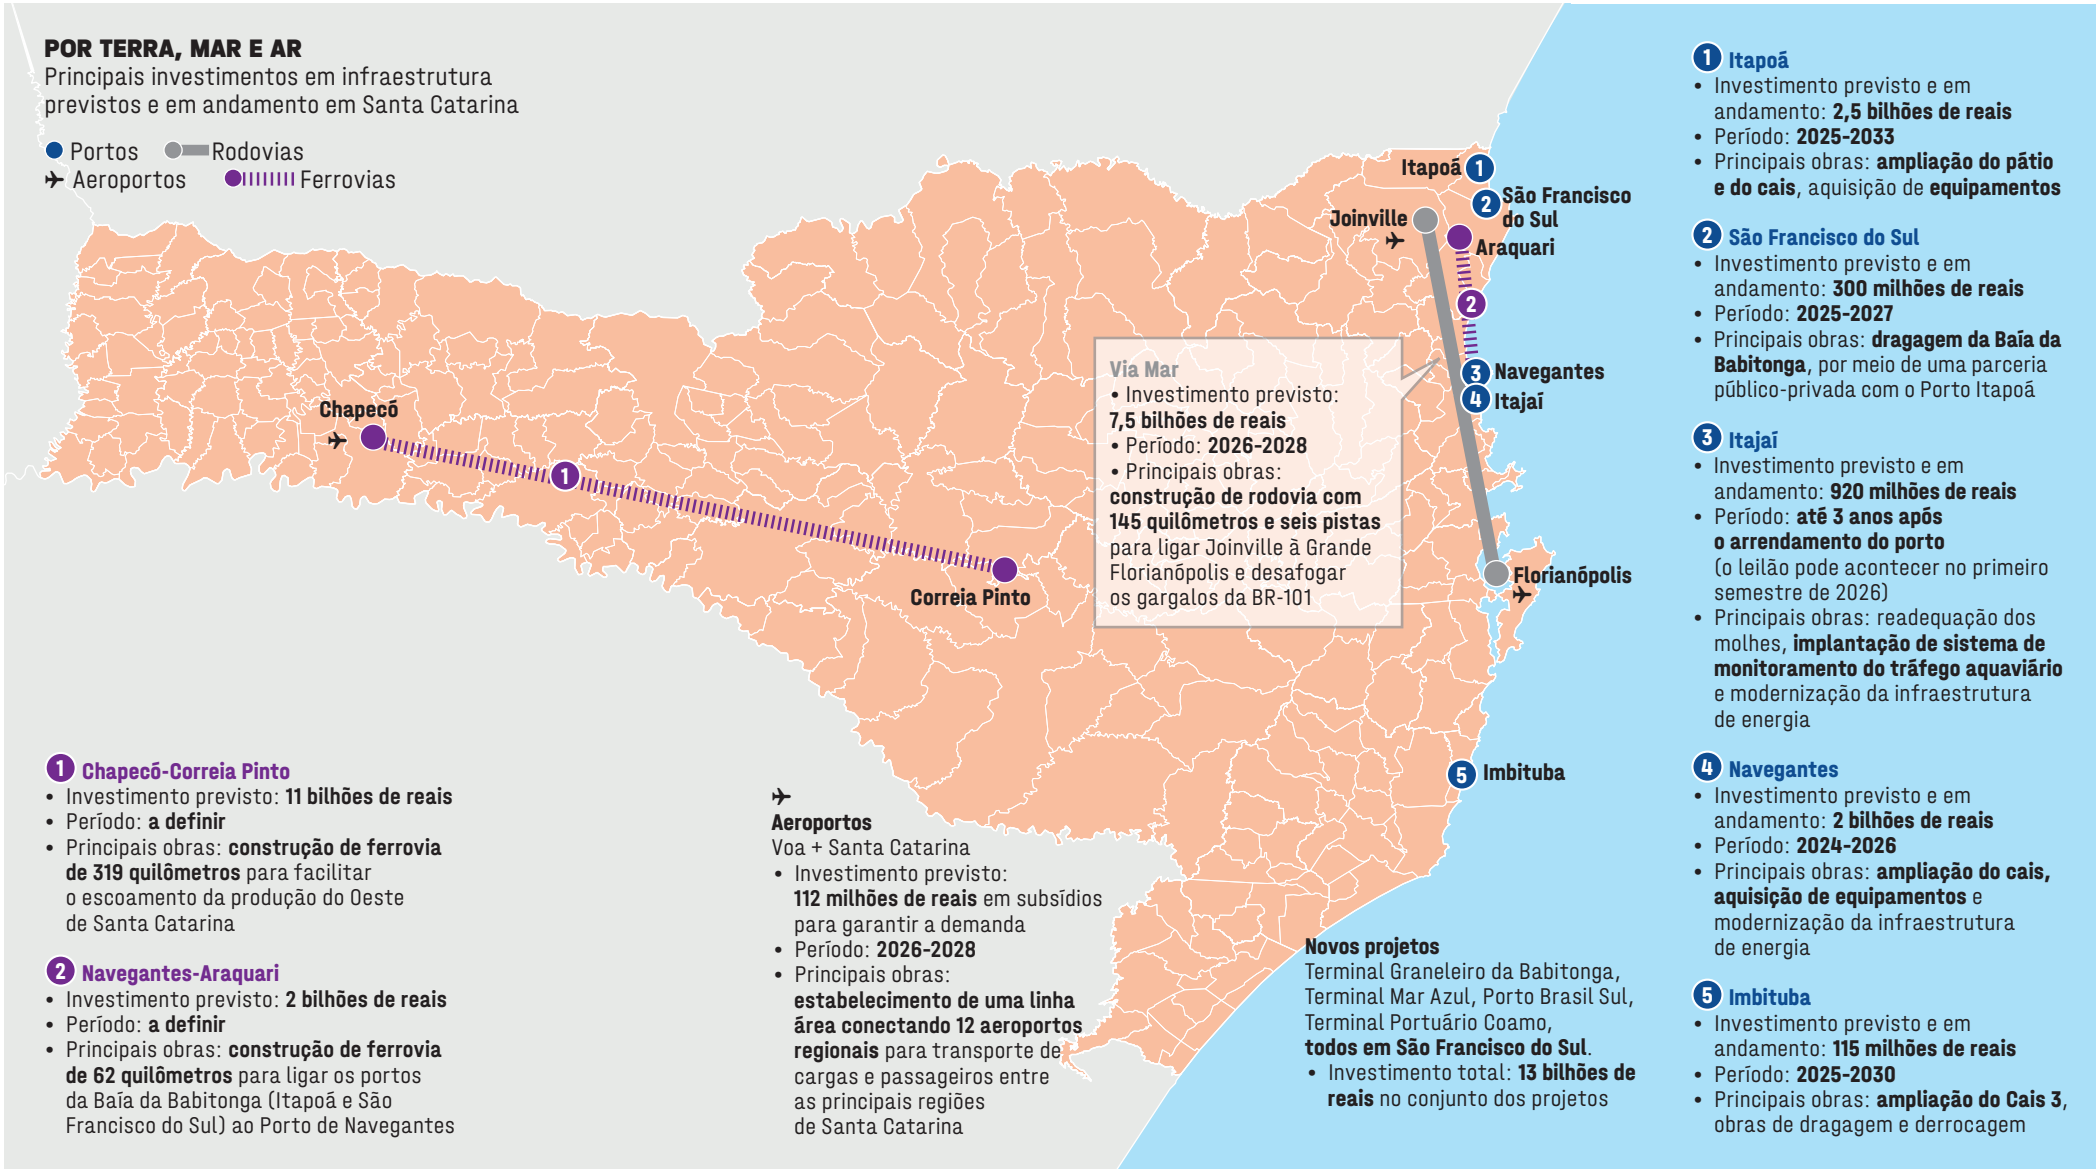 POR TERRA, MAR E AR
Principais investimentos em infraestrutura
previstos e em andamento em Santa Catarina
Portos
Rodovias
Aeroportos
Ferrovias
Itapoá
1
2
São Francisco
do Sul
Joinville
Araquari
2
3
Navegantes
4
Itajaí
Florianópolis
5
Imbituba
Chapecó
1
Correia Pinto
Via Mar
• Investimento previsto:
7,5 bilhões de reais
• Período: 2026-2028
• Principais obras:
construção de rodovia com
145 quilômetros e seis pistas
para ligar Joinville à Grande
Florianópolis e desafogar
os gargalos da BR-101
1 Chapecó-Correia Pinto
• Investimento previsto: 11 bilhões de reais
• Período: a definir
• Principais obras: construção de ferrovia
de 319 quilômetros para facilitar
o escoamento da produção do Oeste
de Santa Catarina
2 Navegantes-Araquari
• Investimento previsto: 2 bilhões de reais
• Período: a definir
• Principais obras: construção de ferrovia
de 62 quilômetros para ligar os portos
da Baía da Babitonga (Itapoá e São
Francisco do Sul) ao Porto de Navegantes
Aeroportos
Voa + Santa Catarina
• Investimento previsto:
112 milhões de reais em subsídios
para garantir a demanda
• Período: 2026-2028
• Principais obras:
estabelecimento de uma linha
área conectando 12 aeroportos
regionais para transporte de
cargas e passageiros entre
as principais regiões
de Santa Catarina
Novos projetos
Terminal Graneleiro da Babitonga,
Terminal Mar Azul, Porto Brasil Sul,
Terminal Portuário Coamo,
todos em São Francisco do Sul.
• Investimento total: 13 bilhões de
reais no conjunto dos projetos
1 Itapoá
• Investimento previsto e em
andamento: 2,5 bilhões de reais
• Período: 2025-2033
• Principais obras: ampliação do pátio
e do cais, aquisição de equipamentos
2 São Francisco do Sul
• Investimento previsto e em
andamento: 300 milhões de reais
• Período: 2025-2027
• Principais obras: dragagem da Baía da
Babitonga, por meio de uma parceria
público-privada com o Porto Itapoá
3 Itajaí
• Investimento previsto e em
andamento: 920 milhões de reais
• Período: até 3 anos após
o arrendamento do porto
(o leilão pode acontecer no primeiro
semestre de 2026)
• Principais obras: readequação dos
molhes, implantação de sistema de
monitoramento do tráfego aquaviário
e modernização da infraestrutura
de energia
4 Navegantes
• Investimento previsto e em
andamento: 2 bilhões de reais
• Período: 2024-2026
• Principais obras: ampliação do cais,
aquisição de equipamentos e
modernização da infraestrutura
de energia
5 Imbituba
• Investimento previsto e em
andamento: 115 milhões de reais
• Período: 2025-2030
• Principais obras: ampliação do Cais 3,
obras de dragagem e derrocagem